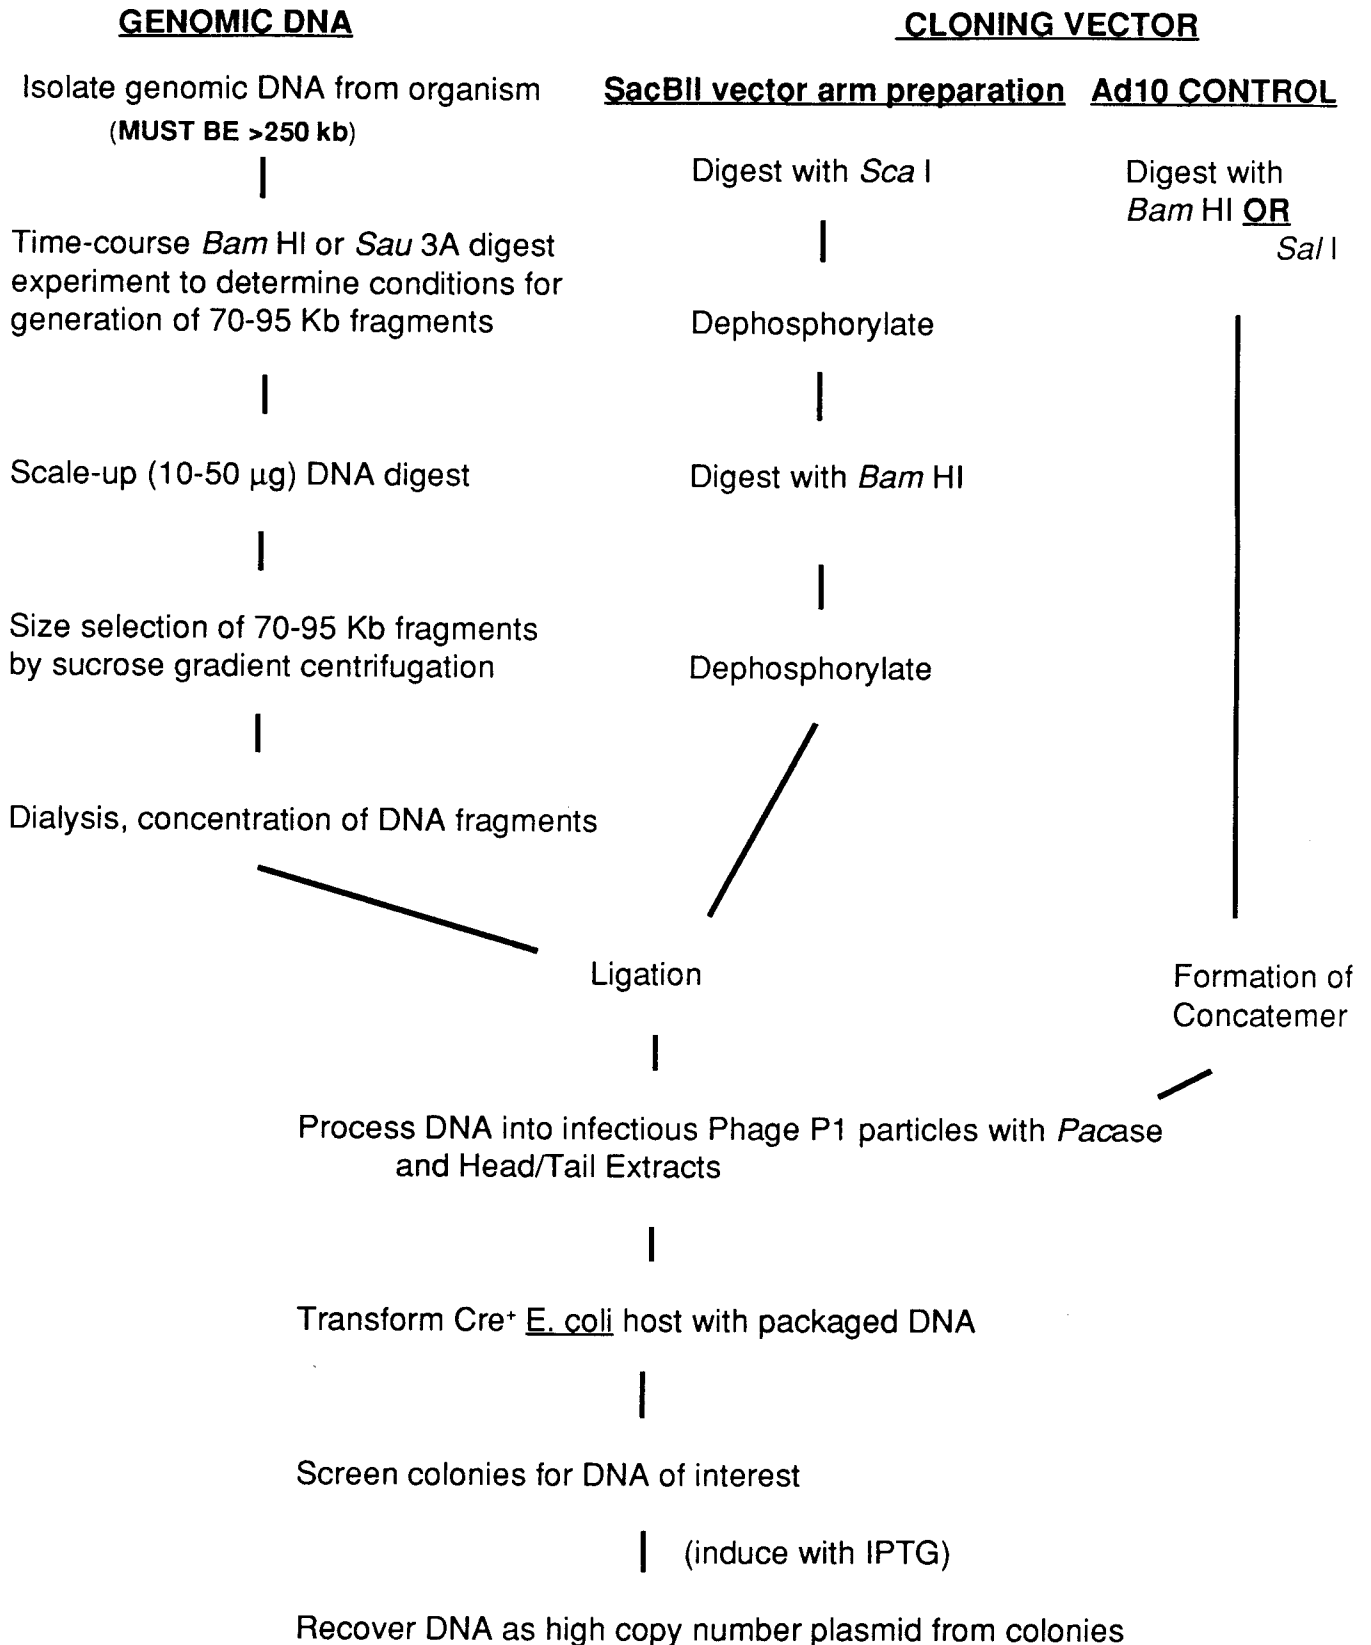 GENOMIC DNA
Isolate genomic DNA from organism
(MUST BE >250 kb)
Time-course Bam HI or Sau 3A digest
experiment to determine conditions for
generation of 70-95 Kb fragments
Scale-up (10-50 µg) DNA digest
Size selection of 70-95 Kb fragments
by sucrose gradient centrifugation
Dialysis, concentration of DNA fragments
CLONING VECTOR
SacBII vector arm preparation
Digest with Sca I
Dephosphorylate
Digest with Bam HI
Dephosphorylate
Ad10 CONTROL
Digest with
Bam HI OR
Sal I
Formation of
Concatemer
Ligation
Process DNA into infectious Phage P1 particles with Pacase
and Head/Tail Extracts
Transform Cre⁺ E. coli host with packaged DNA
Screen colonies for DNA of interest
(induce with IPTG)
Recover DNA as high copy number plasmid from colonies